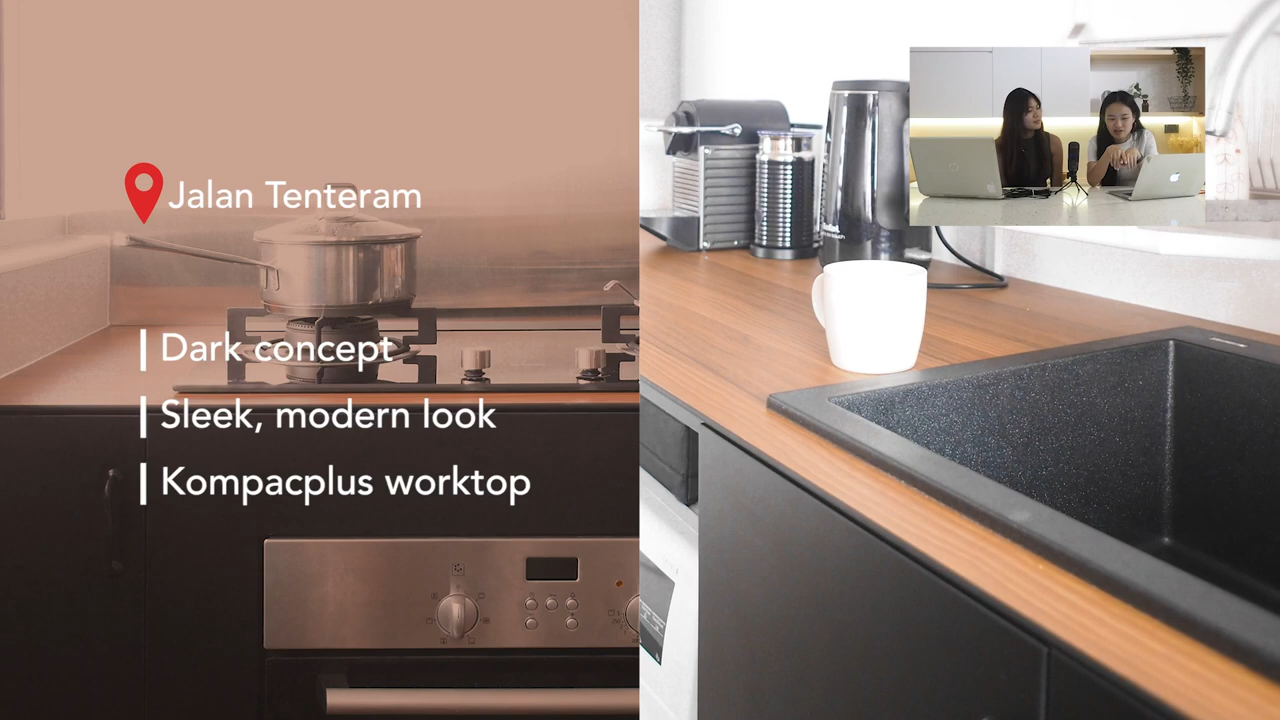 Jalan Tenteram
Dark concept
Sleek, modern look
Kompacplus worktop